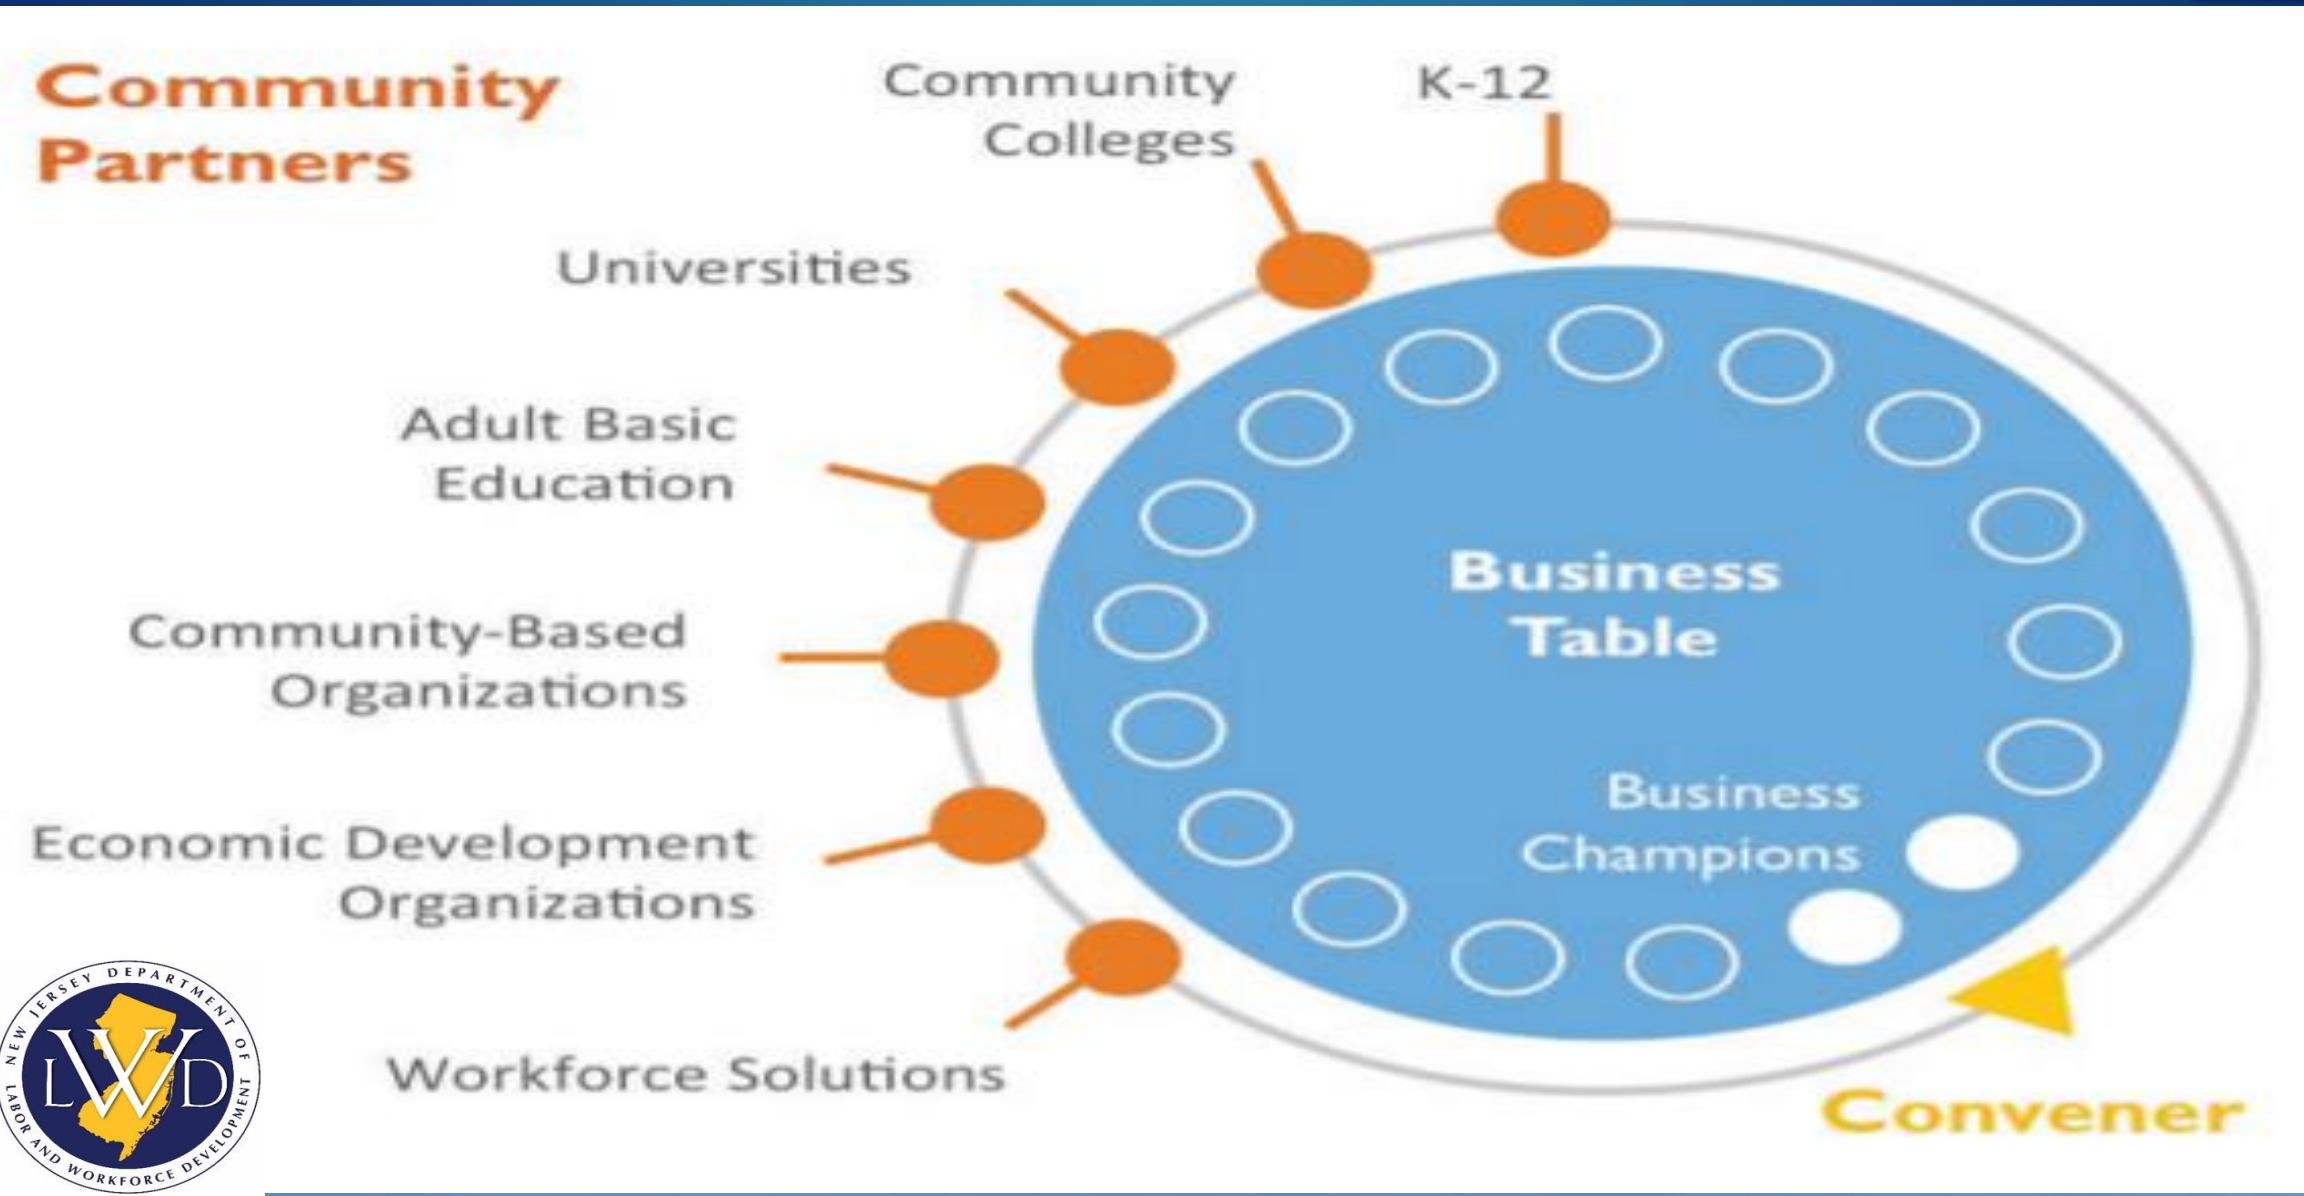 Community
Partners
Community
Colleges
K-12
Universities
Adult Basic
Education
Community-Based
Organizations
Economic Development
Organizations
Workforce Solutions
Business
Table
Business
Champions
Convener
NEW JERSEY DEPARTMENT OF
LABOR AND WORKFORCE DEVELOPMENT
LWD